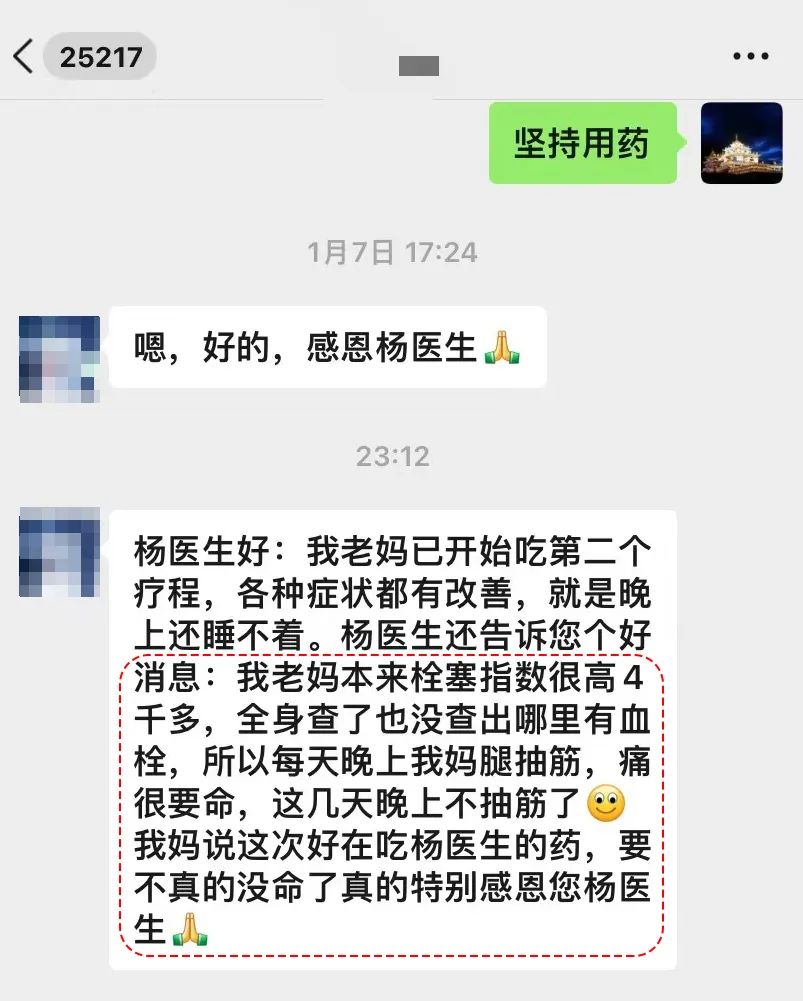 25217
坚持用药
1月7日 17:24
嗯，好的，感恩杨医生🙏
23:12
杨医生好：我老妈已开始吃第二个
疗程，各种症状都有改善，就是晚
上还睡不着。杨医生还告诉您个好
消息：我老妈本来栓塞指数很高4
千多，全身查了也没查出哪里有血
栓，所以每天晚上我妈腿抽筋，痛
很要命，这几天晚上不抽筋了🙂
我妈说这次好在吃杨医生的药，要
不真的没命了真的特别感恩您杨医
生🙏